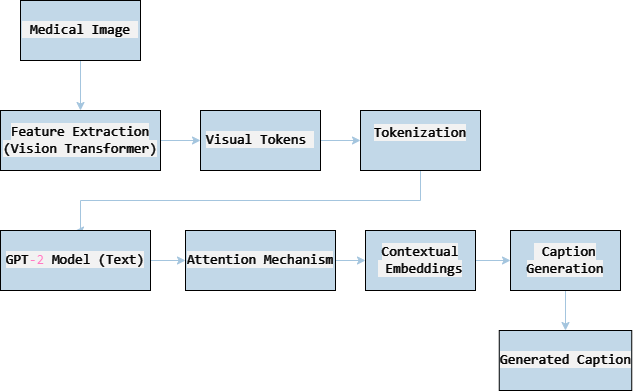 Medical Image
Feature Extraction
(Vision Transformer)
Visual Tokens
Tokenization
GPT-2 Model (Text)
Attention Mechanism
Contextual
Embeddings
Caption
Generation
Generated Caption